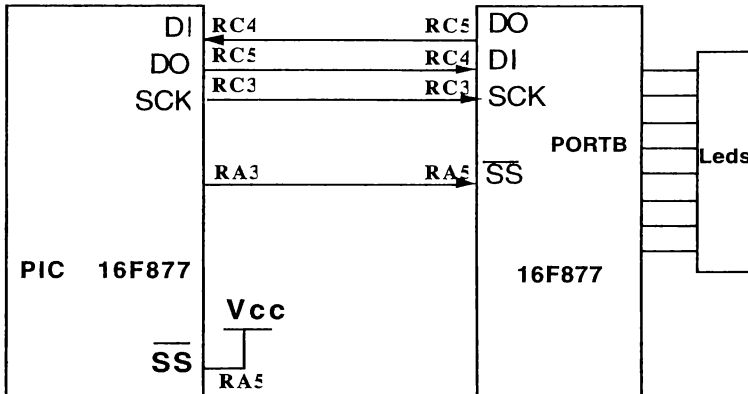 DI RC4 RC5 DO
DO RC5 RC4 DI
SCK RC3 RC3 SCK
PORTB Leds
RA3 RA5 SS
PIC 16F877
16F877
Vcc
SS
RA5